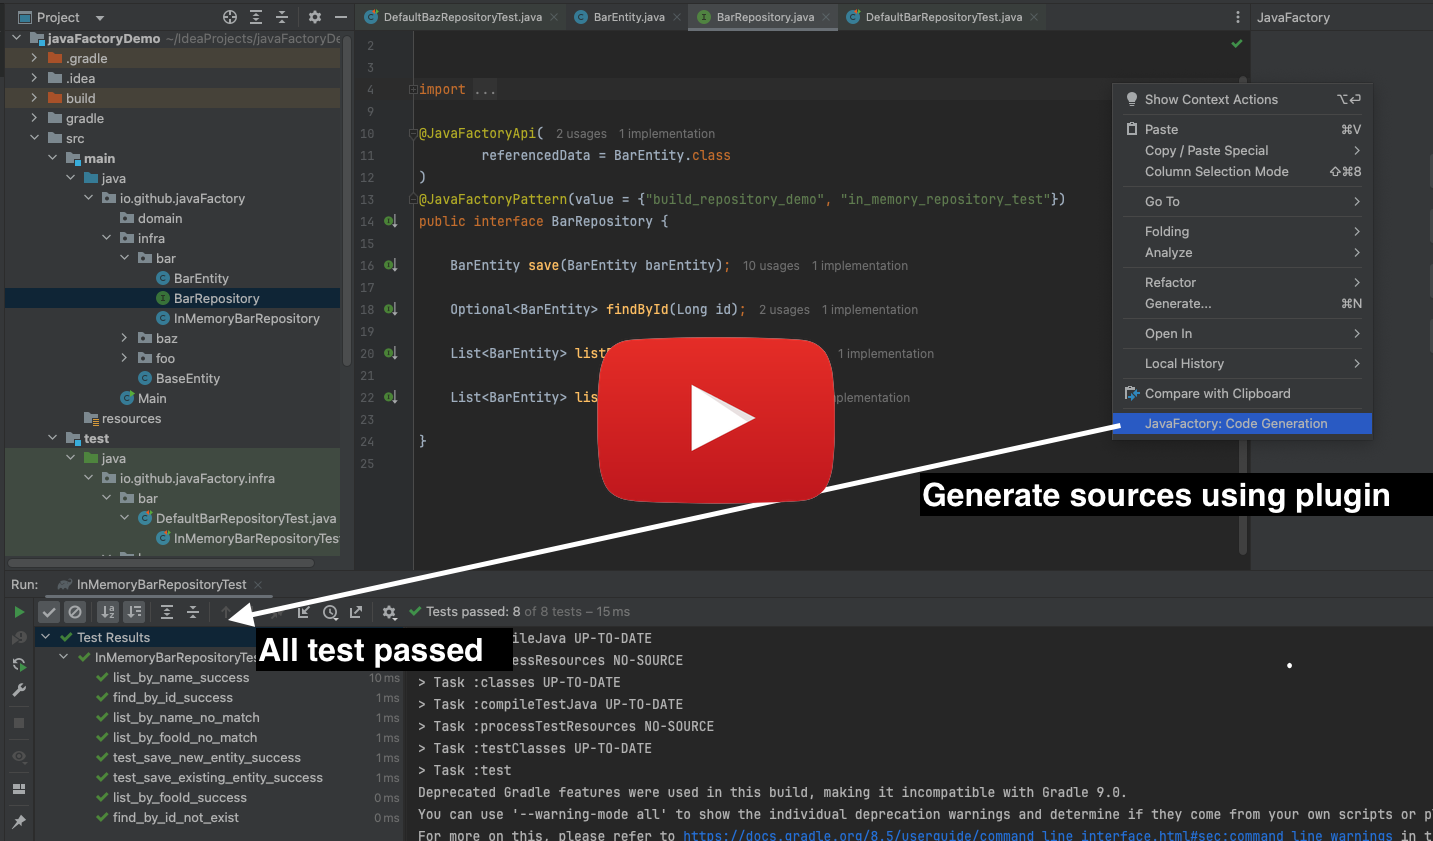 Project
DefaultBazRepositoryTest.java
BarEntity.java
BarRepository.java
DefaultBarRepositoryTest.java
JavaFactory
javaFactoryDemo ~/IdeaProjects/javaFactoryDe
.gradle
.idea
build
gradle
src
main
java
io.github.javaFactory
domain
infra
bar
BarEntity
BarRepository
InMemoryBarRepository
baz
foo
BaseEntity
Main
resources
test
java
io.github.javaFactory.infra
bar
DefaultBarRepositoryTest.java
InMemoryBarRepositoryTes
2
3
4 import ...
9
10 @JavaFactoryApi( 2 usages 1 implementation
11 referencedData = BarEntity.class
12 )
13 @JavaFactoryPattern(value = {"build_repository_demo", "in_memory_repository_test"})
14 public interface BarRepository {
15
16 BarEntity save(BarEntity barEntity); 10 usages 1 implementation
17
18 Optional<BarEntity> findById(Long id); 2 usages 1 implementation
19
20 List<BarEntity> list 1 implementation
21
22 List<BarEntity> lis plementation
23
24 }
25
Show Context Actions ⌥⏎
Paste ⌘V
Copy / Paste Special
Column Selection Mode ⇧⌘8
Go To
Folding
Analyze
Refactor
Generate... ⌘N
Open In
Local History
Compare with Clipboard
JavaFactory: Code Generation
Generate sources using plugin
Run: InMemoryBarRepositoryTest
Tests passed: 8 of 8 tests – 15 ms
All test passed
Test Results
InMemoryBarRepositoryTes
list_by_name_success 10 ms
find_by_id_success 1 ms
list_by_name_no_match 1 ms
list_by_fooId_no_match 1 ms
test_save_new_entity_success 1 ms
test_save_existing_entity_success 1 ms
list_by_fooId_success 0 ms
find_by_id_not_exist 0 ms
ileJava UP-TO-DATE
essResources NO-SOURCE
> Task :classes UP-TO-DATE
> Task :compileTestJava UP-TO-DATE
> Task :processTestResources NO-SOURCE
> Task :testClasses UP-TO-DATE
> Task :test
Deprecated Gradle features were used in this build, making it incompatible with Gradle 9.0.
You can use '--warning-mode all' to show the individual deprecation warnings and determine if they come from your own scripts or pl
For more on this, please refer to https://docs.gradle.org/8.5/userguide/command_line_interface.html#sec:command_line_warnings in t